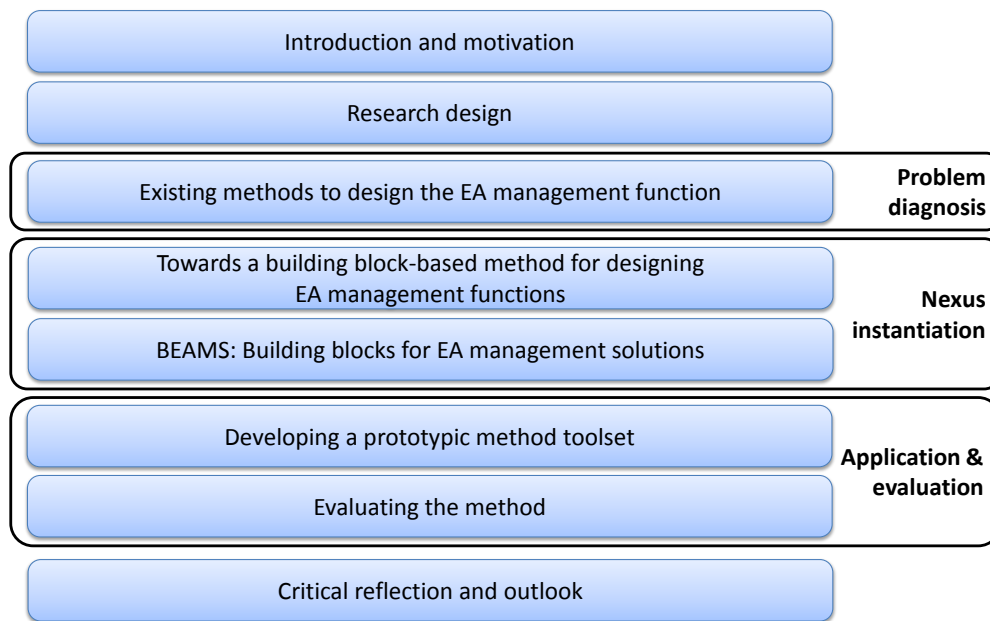 Introduction and motivation
Research design
Existing methods to design the EA management function
Problem
diagnosis
Towards a building block-based method for designing
EA management functions
BEAMS: Building blocks for EA management solutions
Nexus
instantiation
Developing a prototypic method toolset
Evaluating the method
Application &
evaluation
Critical reflection and outlook